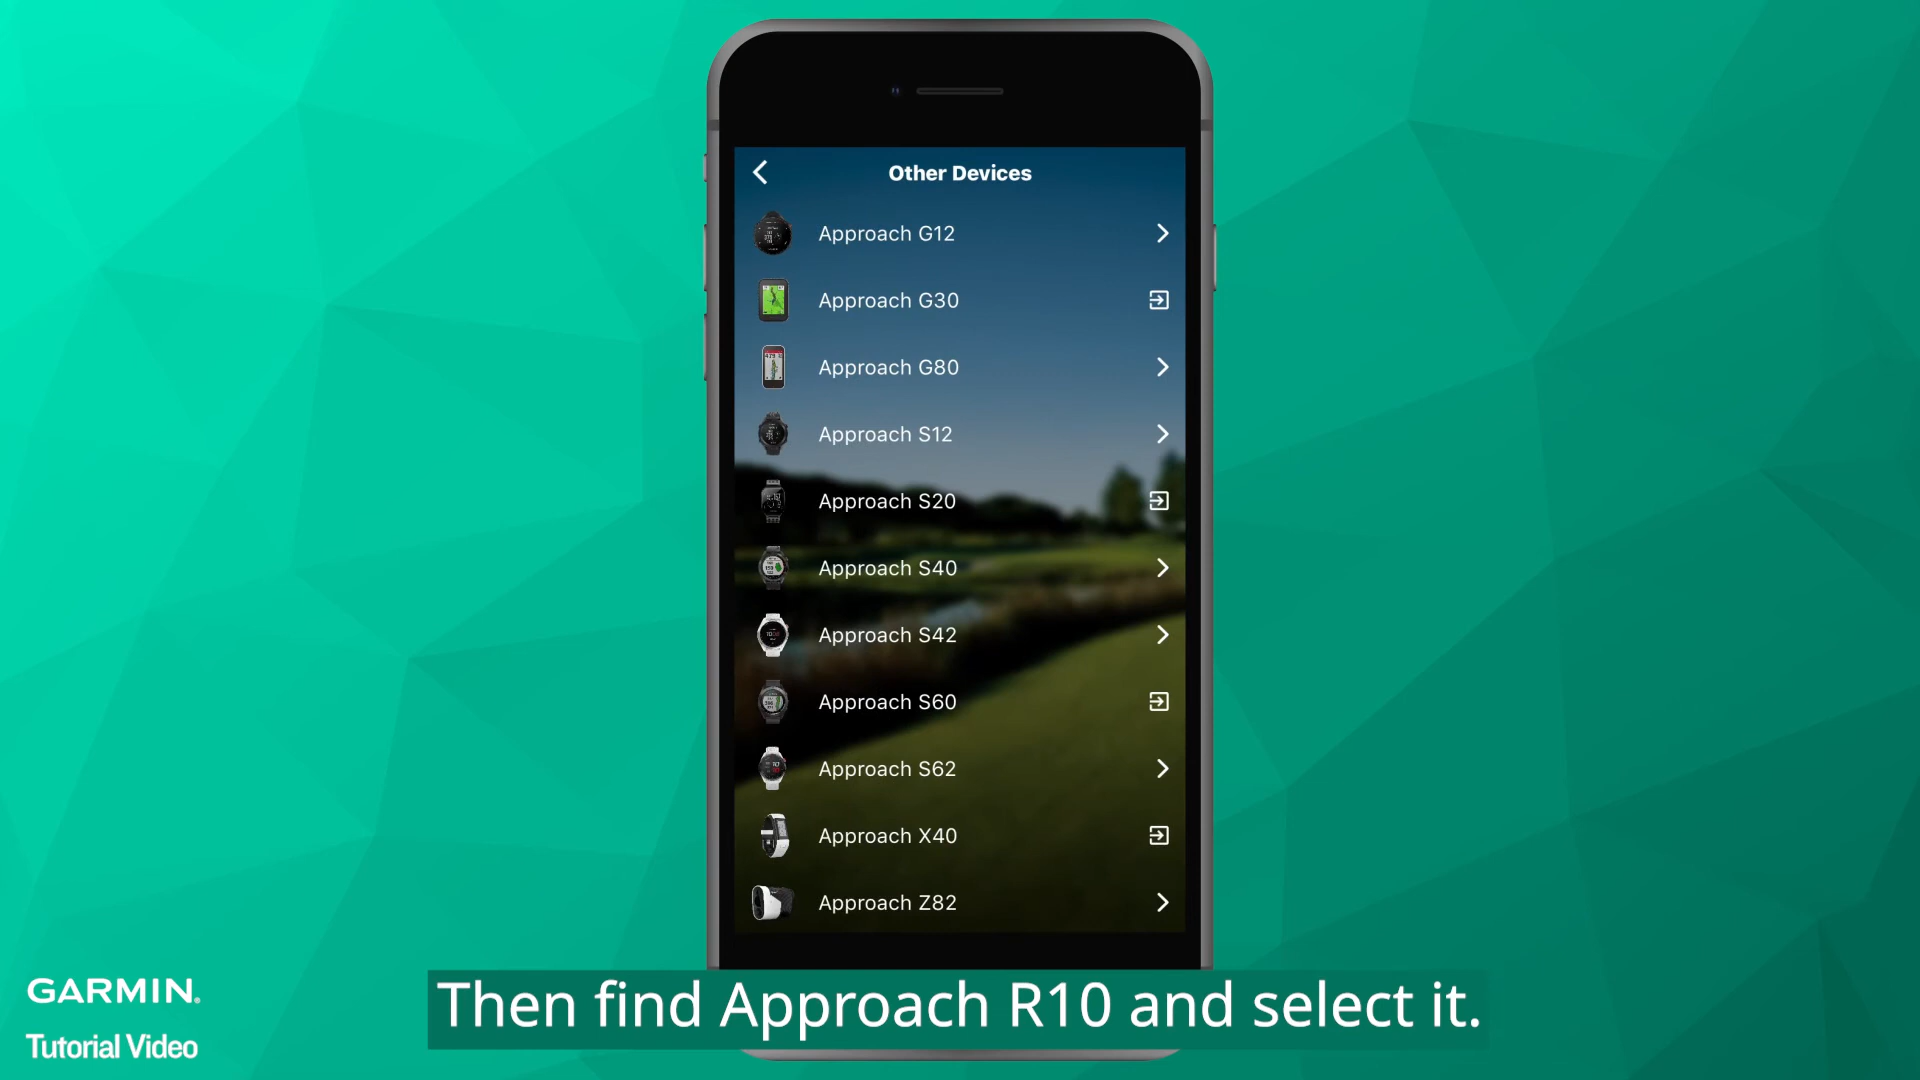 Other Devices
Approach G12
Approach G30
Approach G80
Approach S12
Approach S20
Approach S40
Approach S42
Approach S60
Approach S62
Approach X40
Approach Z82
GARMIN®
Tutorial Video
Then find Approach R10 and select it.